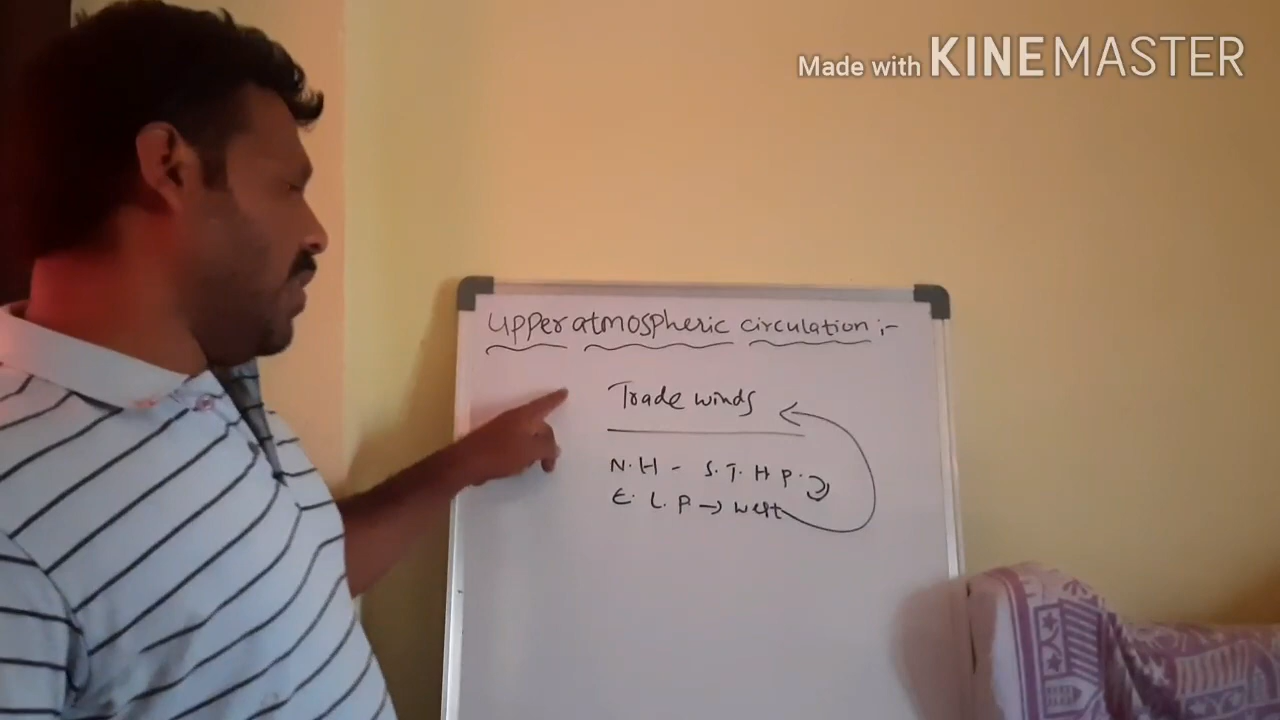 Made with KINEMASTER
Upper atmospheric circulation :-
Trade winds
N.H - S.T.H P.
E. L. P. → west